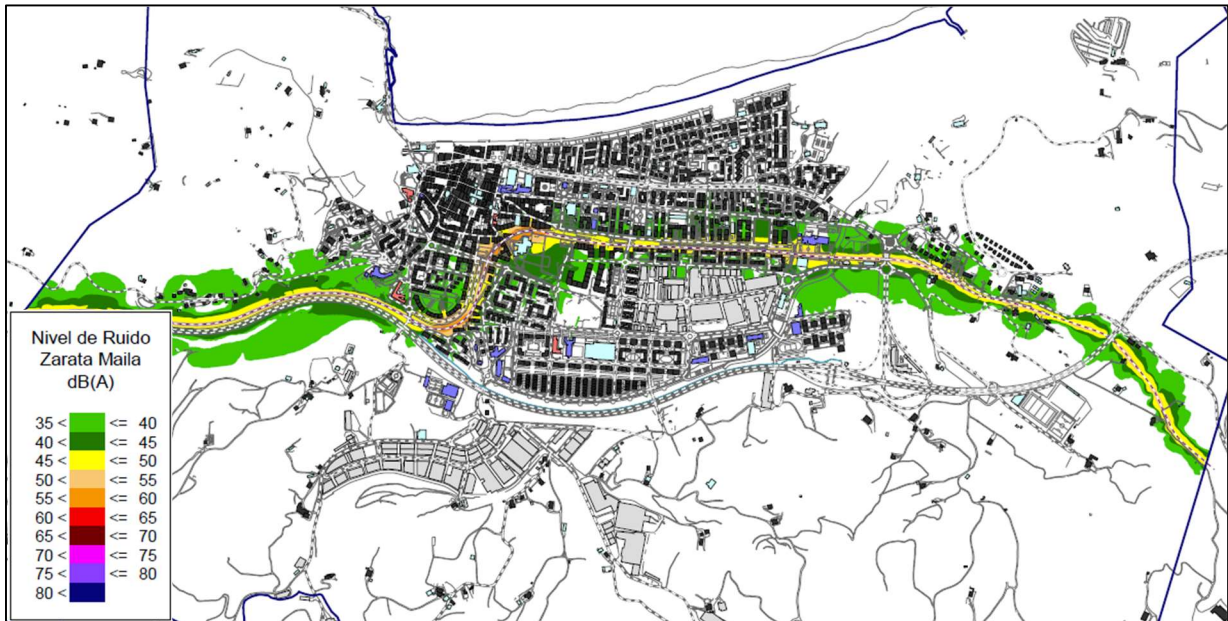 Nivel de Ruido
Zarata Maila
dB(A)
35 < <= 40
40 < <= 45
45 < <= 50
50 < <= 55
55 < <= 60
60 < <= 65
65 < <= 70
70 < <= 75
75 < <= 80
80 <